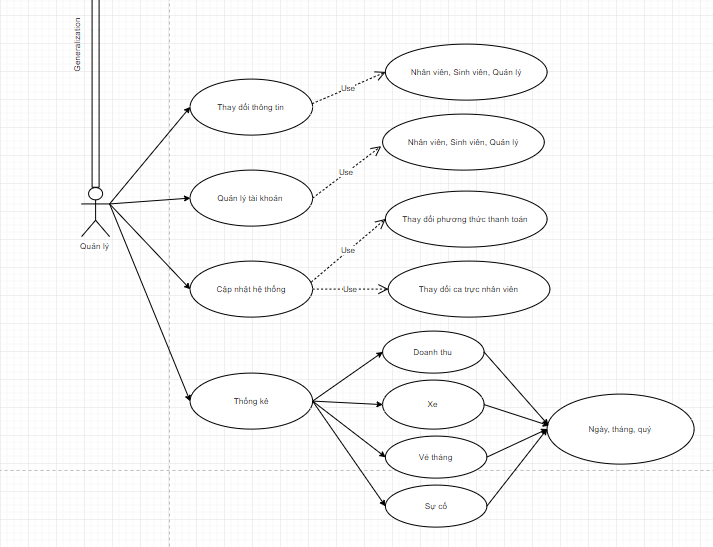 Generalization
Nhân viên, Sinh viên, Quản lý
Use
Thay đổi thông tin
Nhân viên, Sinh viên, Quản lý
Use
Quản lý tài khoản
Thay đổi phương thức thanh toán
Quản lý
Use
Cập nhật hệ thống
Use
Thay đổi ca trực nhân viên
Doanh thu
Thống kê
Xe
Ngày, tháng, quý
Vé tháng
Sự cố